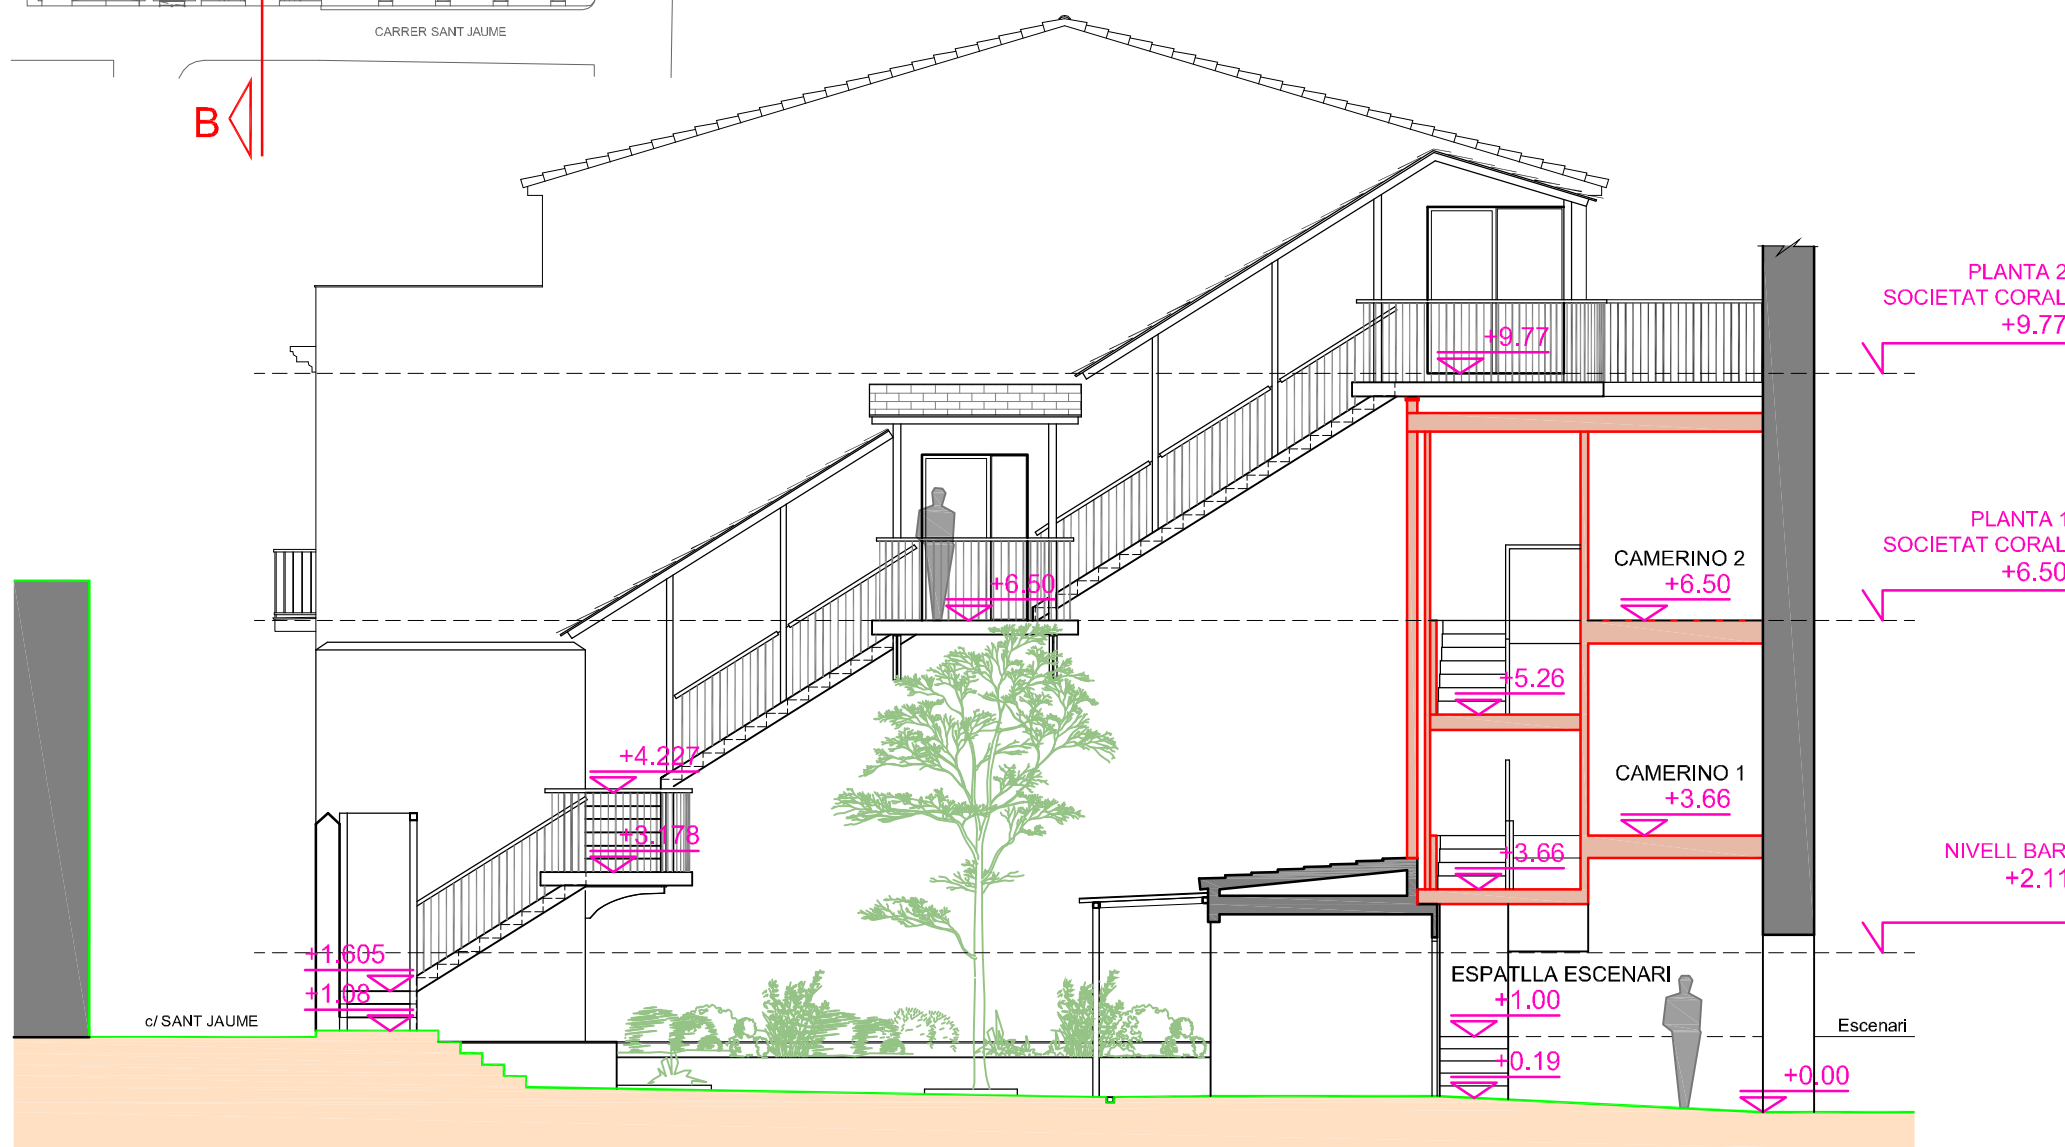 CARRER SANT JAUME
B
PLANTA 2
SOCIETAT CORAL
+9.77
+9.77
PLANTA 1
SOCIETAT CORAL
+6.50
CAMERINO 2
+6.50
+6.50
+5.26
+4.227
CAMERINO 1
+3.66
+3.178
+3.66
NIVELL BAR
+2.11
+1.605
ESPATLLA ESCENARI
+1.08
+1.00
c/ SANT JAUME
Escenari
+0.19
+0.00